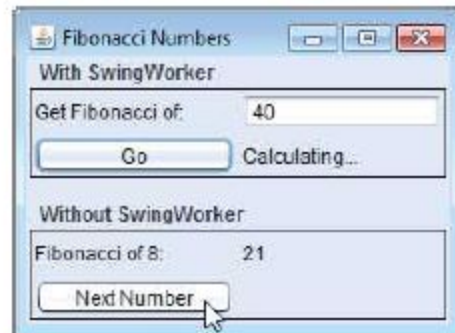 Fibonacci Numbers
With SwingWorker
Get Fibonacci of: 40
Go Calculating...
Without SwingWorker
Fibonacci of 8: 21
Next Number